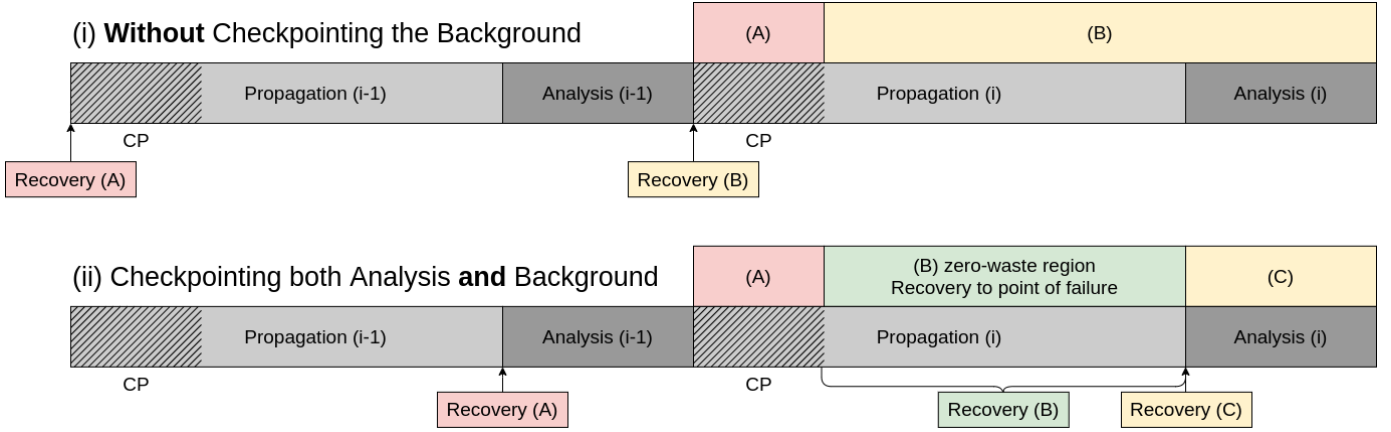 (i) Without Checkpointing the Background
(A)
(B)
Propagation (i-1)
Analysis (i-1)
Propagation (i)
Analysis (i)
CP
CP
Recovery (A)
Recovery (B)
(ii) Checkpointing both Analysis and Background
(A)
(B) zero-waste region
Recovery to point of failure
(C)
Propagation (i-1)
Analysis (i-1)
Propagation (i)
Analysis (i)
CP
CP
Recovery (A)
Recovery (B)
Recovery (C)